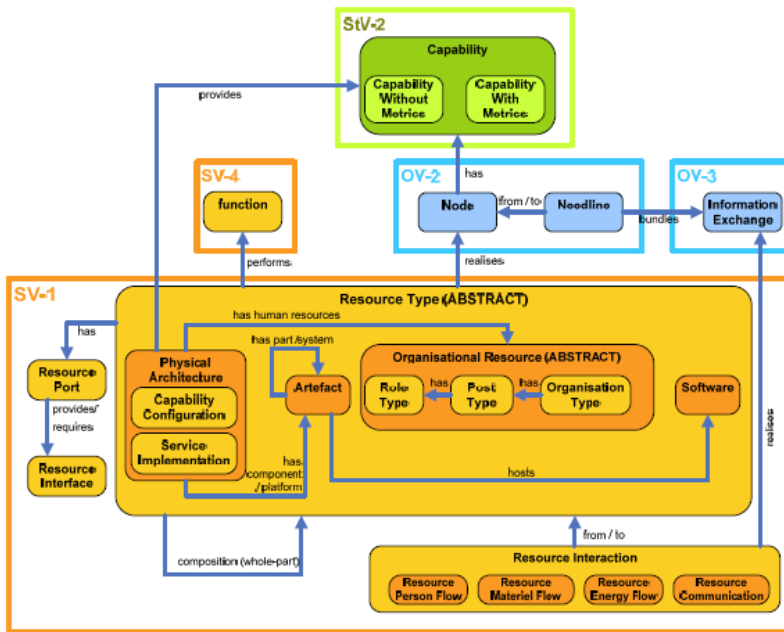 StV-2
Capability
Capability
Without
Metrics
Capability
With
Metrics
provides
has
SV-4
function
OV-2
Node
from / to
Needline
bundles
OV-3
Information
Exchange
performs
realises
SV-1
Resource Type (ABSTRACT)
has
has human resources
Resource
Port
provides/
requires
Resource
Interface
Physical
Architecture
Capability
Configuration
Service
Implementation
has part /system
Artefact
Organisational Resource (ABSTRACT)
Role
Type
has
Post
Type
has
Organisation
Type
Software
has
component
/platform
hosts
realises
composition (whole-part)
from / to
Resource Interaction
Resource
Person Flow
Resource
Materiel Flow
Resource
Energy Flow
Resource
Communication